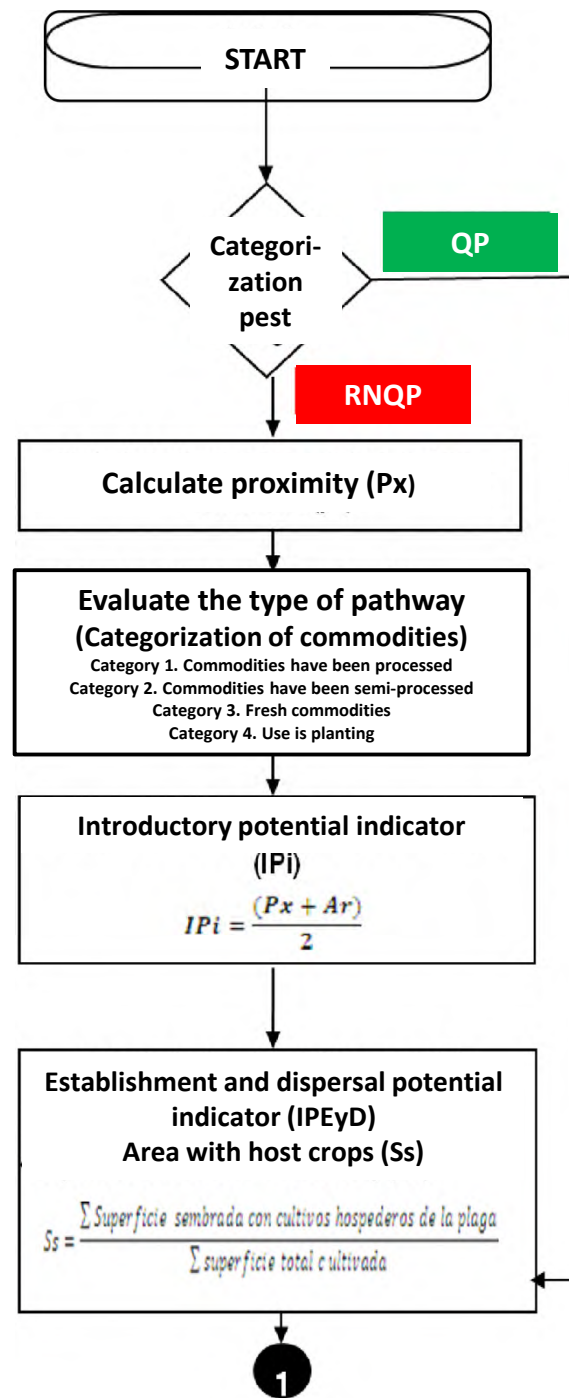 START
Categori-
zation
pest
QP
RNQP
Calculate proximity (Px)
Evaluate the type of pathway
(Categorization of commodities)
Category 1. Commodities have been processed
Category 2. Commodities have been semi-processed
Category 3. Fresh commodities
Category 4. Use is planting
Introductory potential indicator
(IPi)
IPi = (Px + Ar) / 2
Establishment and dispersal potential
indicator (IPEyD)
Area with host crops (Ss)
Ss = ∑ Superficie sembrada con cultivos hospederos de la plaga / ∑ superficie total c ultivada
1